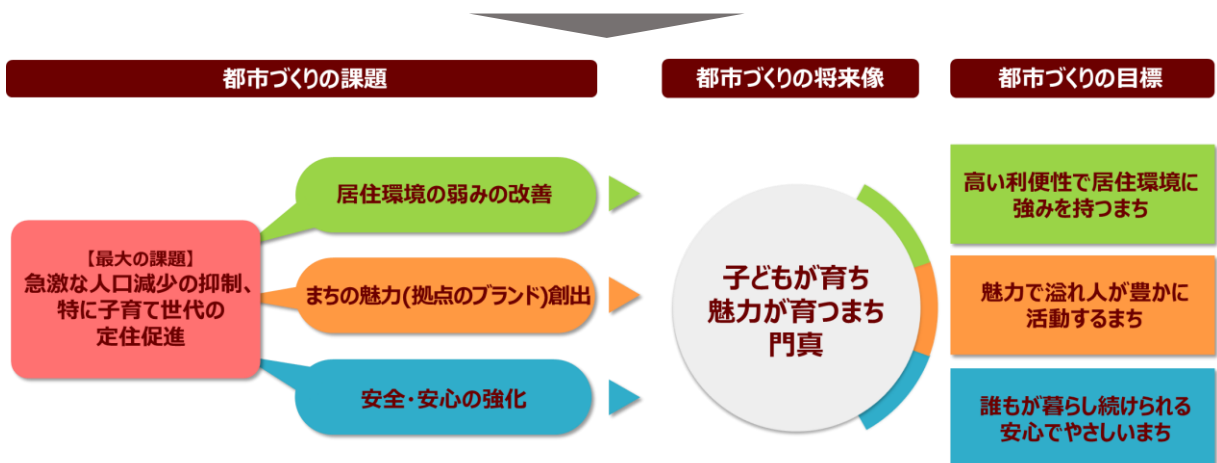 都市づくりの課題
都市づくりの将来像
都市づくりの目標
【最大の課題】
急激な人口減少の抑制、
特に子育て世代の
定住促進
居住環境の弱みの改善
まちの魅力(拠点のブランド)創出
安全・安心の強化
子どもが育ち
魅力が育つまち
門真
高い利便性で居住環境に
強みを持つまち
魅力で溢れ人が豊かに
活動するまち
誰もが暮らし続けられる
安心でやさしいまち